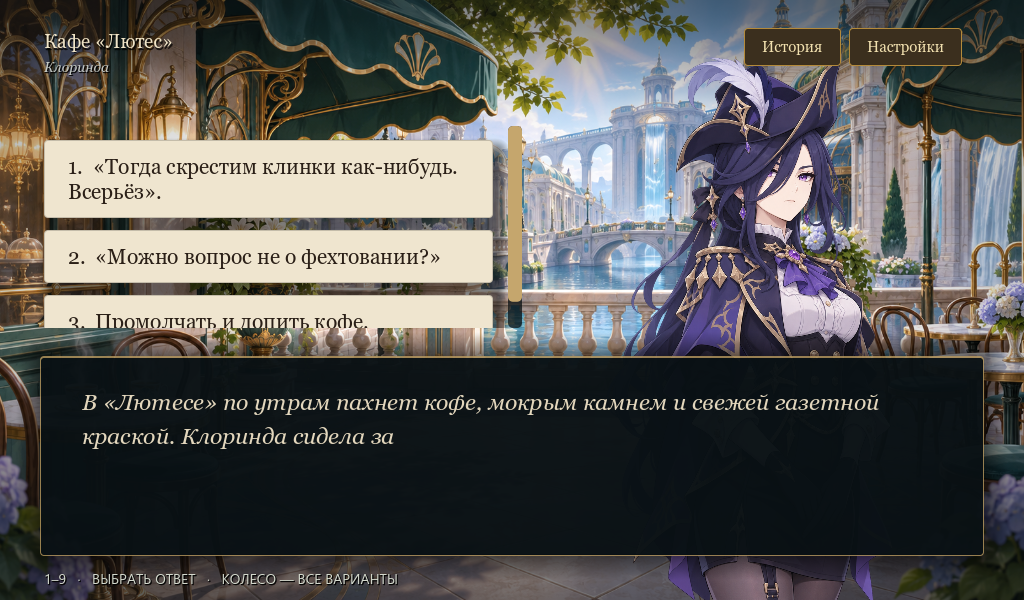 Кафе «Лютес»
Клоринда
История
Настройки
1. «Тогда скрестим клинки как-нибудь.
Всерьёз».
2. «Можно вопрос не о фехтовании?»
3. Промолчать и допить кофе.
В «Лютесе» по утрам пахнет кофе, мокрым камнем и свежей газетной
краской. Клоринда сидела за
1–9 · ВЫБРАТЬ ОТВЕТ · КОЛЕСО — ВСЕ ВАРИАНТЫ